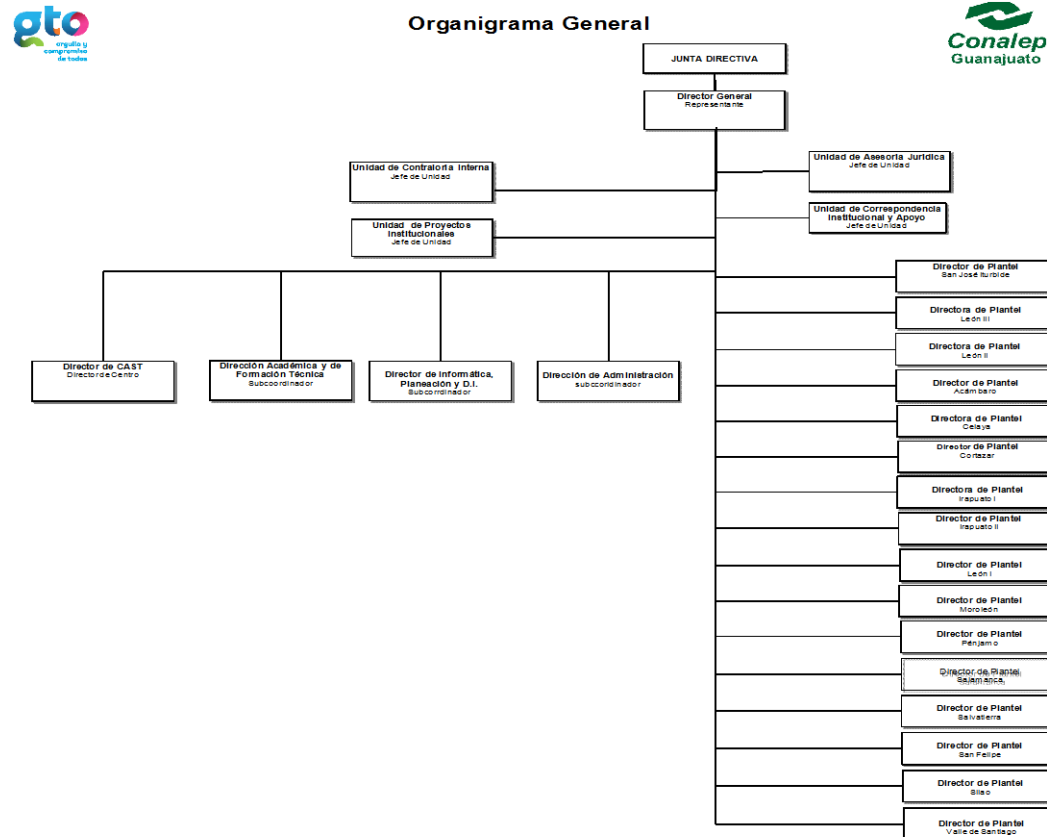 Organigrama General
gto
orgullo y
compromiso
de todos
Conalep
Guanajuato
JUNTA DIRECTIVA
Director General
Representante
Unidad de Contraloría Interna
Jefe de Unidad
Unidad de Asesoría Jurídica
Jefe de Unidad
Unidad de Proyectos
Institucionales
Jefe de Unidad
Unidad de Correspondencia
Institucional y Apoyo
Jefe de Unidad
Director de CAST
Director de Centro
Dirección Académica y de
Formación Técnica
Subcoordinador
Director de Informática,
Planeación y D.I.
Subcorrdinador
Dirección de Administración
subccoridinador
Director de Plantel
San José Iturbide
Directora de Plantel
León III
Directora de Plantel
León II
Director de Plantel
Acámbaro
Directora de Plantel
Celaya
Director de Plantel
Cortazar
Directora de Plantel
Irapuato I
Director de Plantel
Irapuato II
Director de Plantel
León I
Director de Plantel
Moroleón
Director de Plantel
Pénjamo
Director de Plantel
Salamanca
Director de Plantel
Salvatierra
Director de Plantel
San Felipe
Director de Plantel
Silao
Director de Plantel
Valle de Santiago